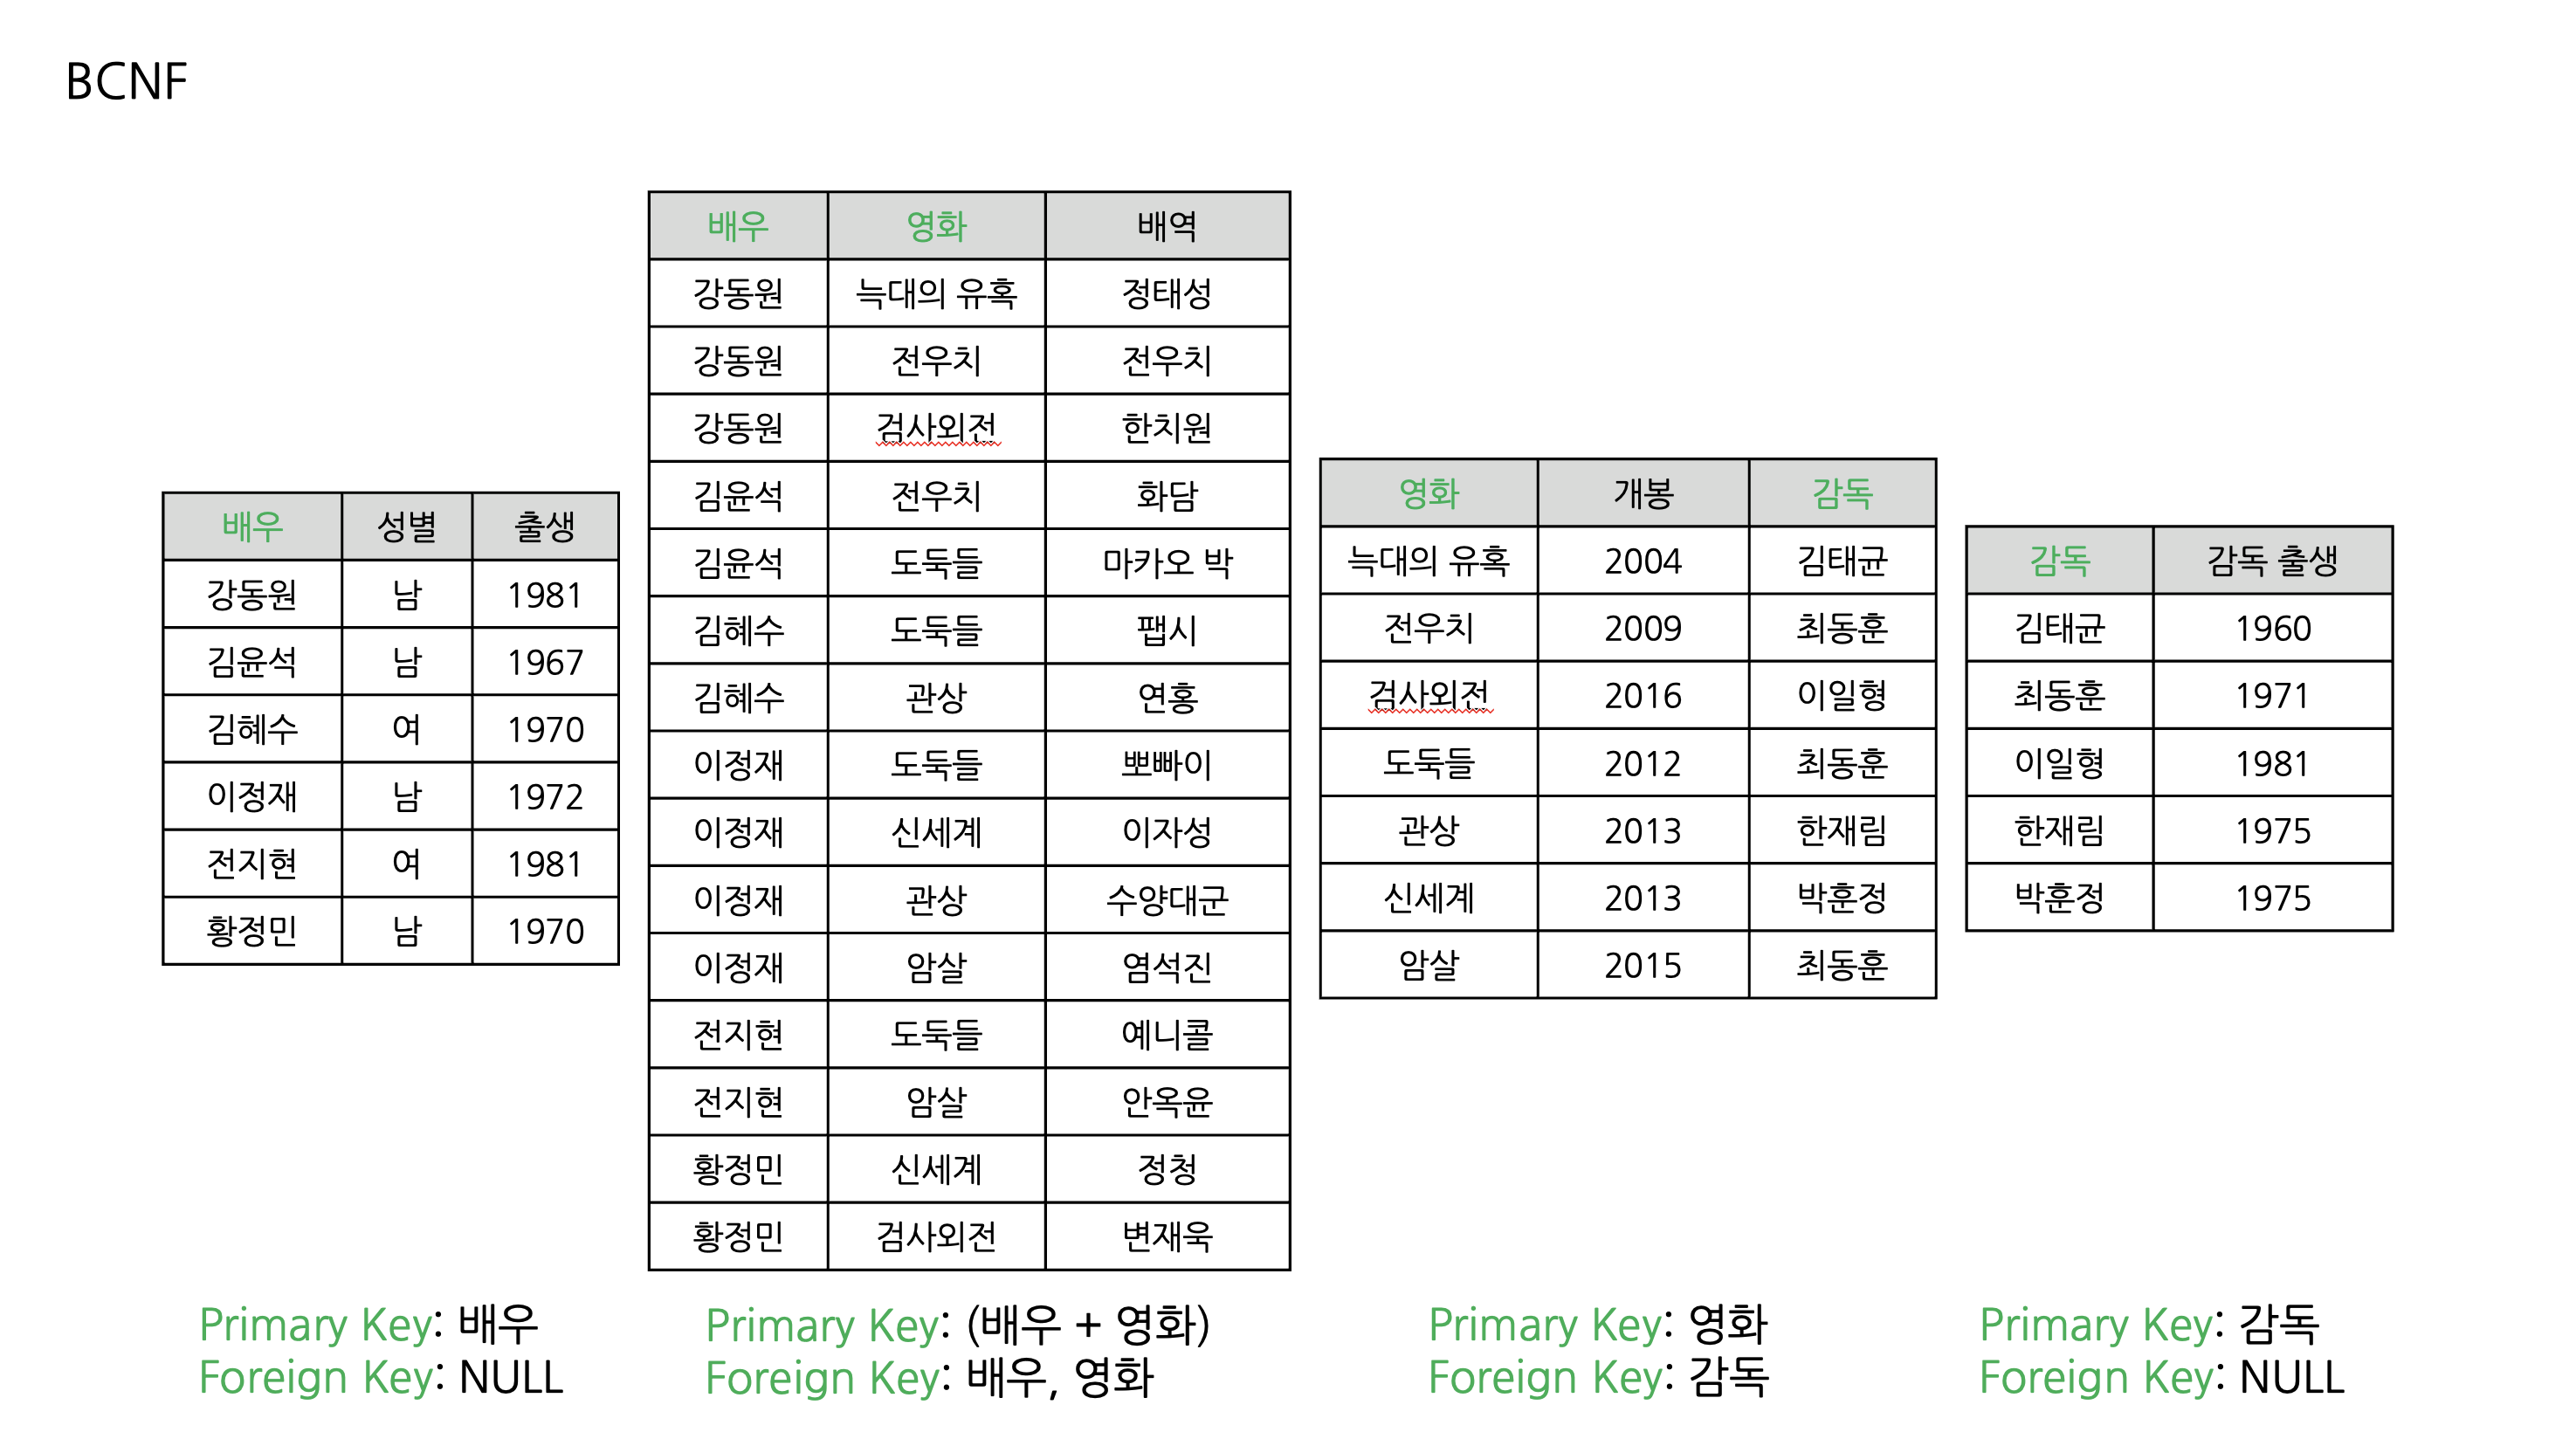 BCNF
배우 성별 출생
강동원 남 1981
김윤석 남 1967
김혜수 여 1970
이정재 남 1972
전지현 여 1981
황정민 남 1970
Primary Key: 배우
Foreign Key: NULL
배우 영화 배역
강동원 늑대의 유혹 정태성
강동원 전우치 전우치
강동원 검사외전 한치원
김윤석 전우치 화담
김윤석 도둑들 마카오 박
김혜수 도둑들 팹시
김혜수 관상 연홍
이정재 도둑들 뽀빠이
이정재 신세계 이자성
이정재 관상 수양대군
이정재 암살 염석진
전지현 도둑들 예니콜
전지현 암살 안옥윤
황정민 신세계 정청
황정민 검사외전 변재욱
Primary Key: (배우 + 영화)
Foreign Key: 배우, 영화
영화 개봉 감독
늑대의 유혹 2004 김태균
전우치 2009 최동훈
검사외전 2016 이일형
도둑들 2012 최동훈
관상 2013 한재림
신세계 2013 박훈정
암살 2015 최동훈
Primary Key: 영화
Foreign Key: 감독
감독 감독 출생
김태균 1960
최동훈 1971
이일형 1981
한재림 1975
박훈정 1975
Primary Key: 감독
Foreign Key: NULL